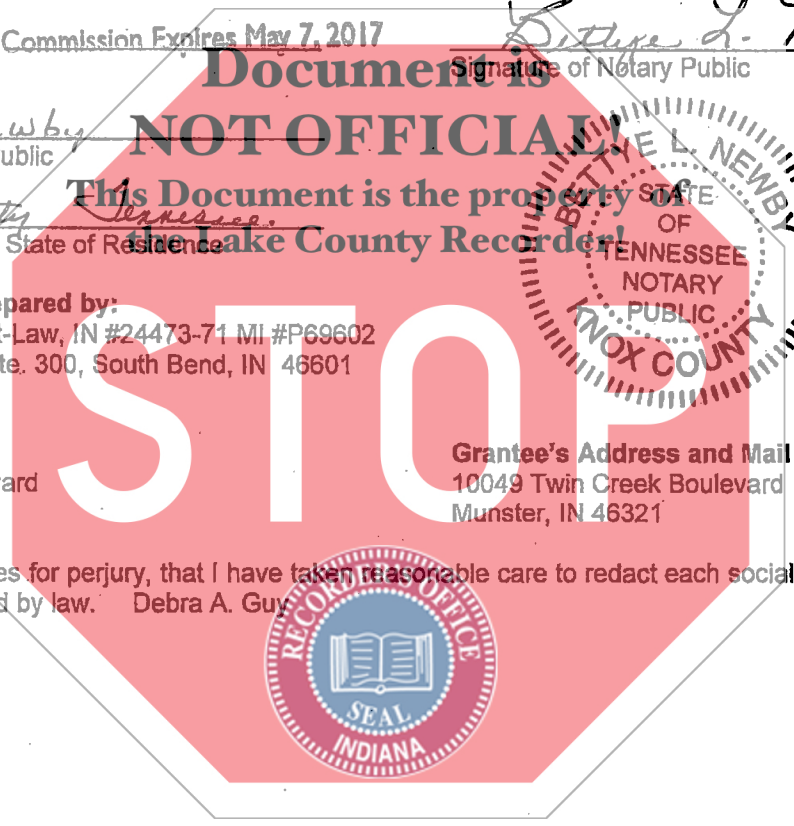 Commission Expires May 7, 2017
Bettye L.
Signature of Notary Public
Document is
NOT OFFICIAL!
This Document is the property of
the Lake County Recorder!
wby
ublic
Tennessee.
State of Residence
BETTYE L. NEWBY
STATE
OF
TENNESSEE
NOTARY
PUBLIC
KNOX COUNTY
pared by:
t-Law, IN #24473-71 MI #P69602
te. 300, South Bend, IN 46601
STOP
Grantee's Address and Mail
ard
10049 Twin Creek Boulevard
Munster, IN 46321
es for perjury, that I have taken reasonable care to redact each social
d by law. Debra A. Guy
RECORDER'S OFFICE
SEAL
INDIANA